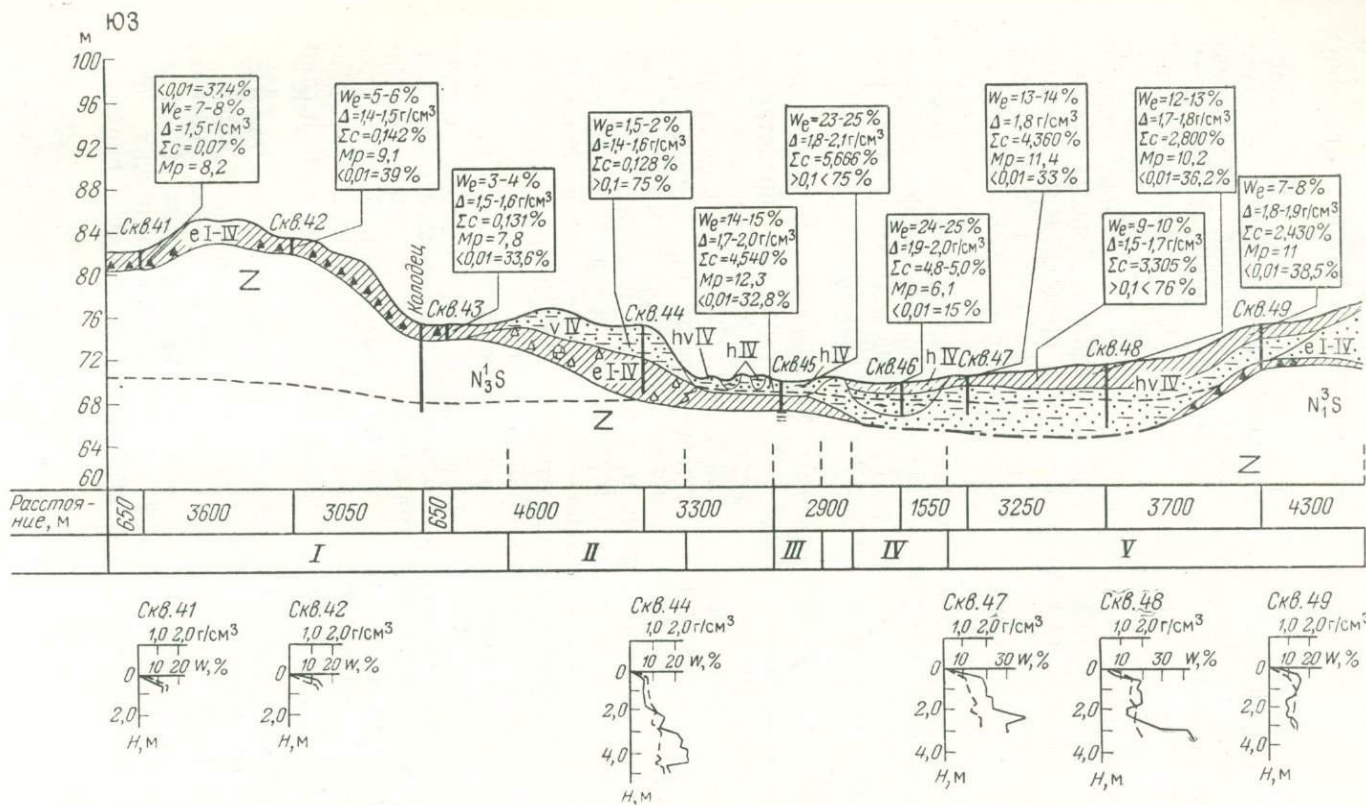 ЮЗ
м
100
96
92
88
84
80
76
72
68
64
60
<0,01=37,4%
We=7-8%
Δ=1,5г/см³
Σc=0,07%
Mp=8,2
We=5-6%
Δ=1,4-1,5г/см³
Σc=0,142%
Mp=9,1
<0,01=39%
We=3-4%
Δ=1,5-1,6г/см³
Σc=0,131%
Mp=7,8
<0,01=33,6%
We=1,5-2%
Δ=1,4-1,6г/см³
Σc=0,128%
>0,1=75%
We=14-15%
Δ=1,7-2,0г/см³
Σc=4,540%
Mp=12,3
<0,01=32,8%
We=23-25%
Δ=1,8-2,1г/см³
Σc=5,666%
>0,1<75%
We=24-25%
Δ=1,9-2,0г/см³
Σc=4,8-5,0%
Mp=6,1
<0,01=15%
We=13-14%
Δ=1,8г/см³
Σc=4,360%
Mp=11,4
<0,01=33%
We=9-10%
Δ=1,5-1,7г/см³
Σc=3,305%
>0,1<76%
We=12-13%
Δ=1,7-1,8г/см³
Σc=2,800%
Mp=10,2
<0,01=36,2%
We=7-8%
Δ=1,8-1,9г/см³
Σc=2,430%
Mp=11
<0,01=38,5%
Скв.41
e I-IV
Скв.42
Z
Колодец
Скв.43
v IV
Скв.44
e I-IV
N₃¹S
Z
hv IV
h IV
Скв.45
h IV
Скв.46
h IV
Скв.47
Скв.48
hv IV
Скв.49
e I-IV
N₁³S
Z
Расстоя-
ние, м
650 3600 3050 650 4600 3300 2900 1550 3250 3700 4300
I II III IV V
Скв.41
1,0 2,0 г/см³
0 10 20 W,%
2,0
H,м
Скв.42
1,0 2,0 г/см³
0 10 20 W,%
2,0
H,м
Скв.44
1,0 2,0 г/см³
0 10 20 W,%
2,0
4,0
H,м
Скв.47
1,0 2,0 г/см³
0 10 30 W,%
2,0
4,0
H,м
Скв.48
1,0 2,0 г/см³
0 10 30 W,%
2,0
4,0
H,м
Скв.49
1,0 2,0 г/см³
0 10 20 W,%
2,0
4,0
H,м